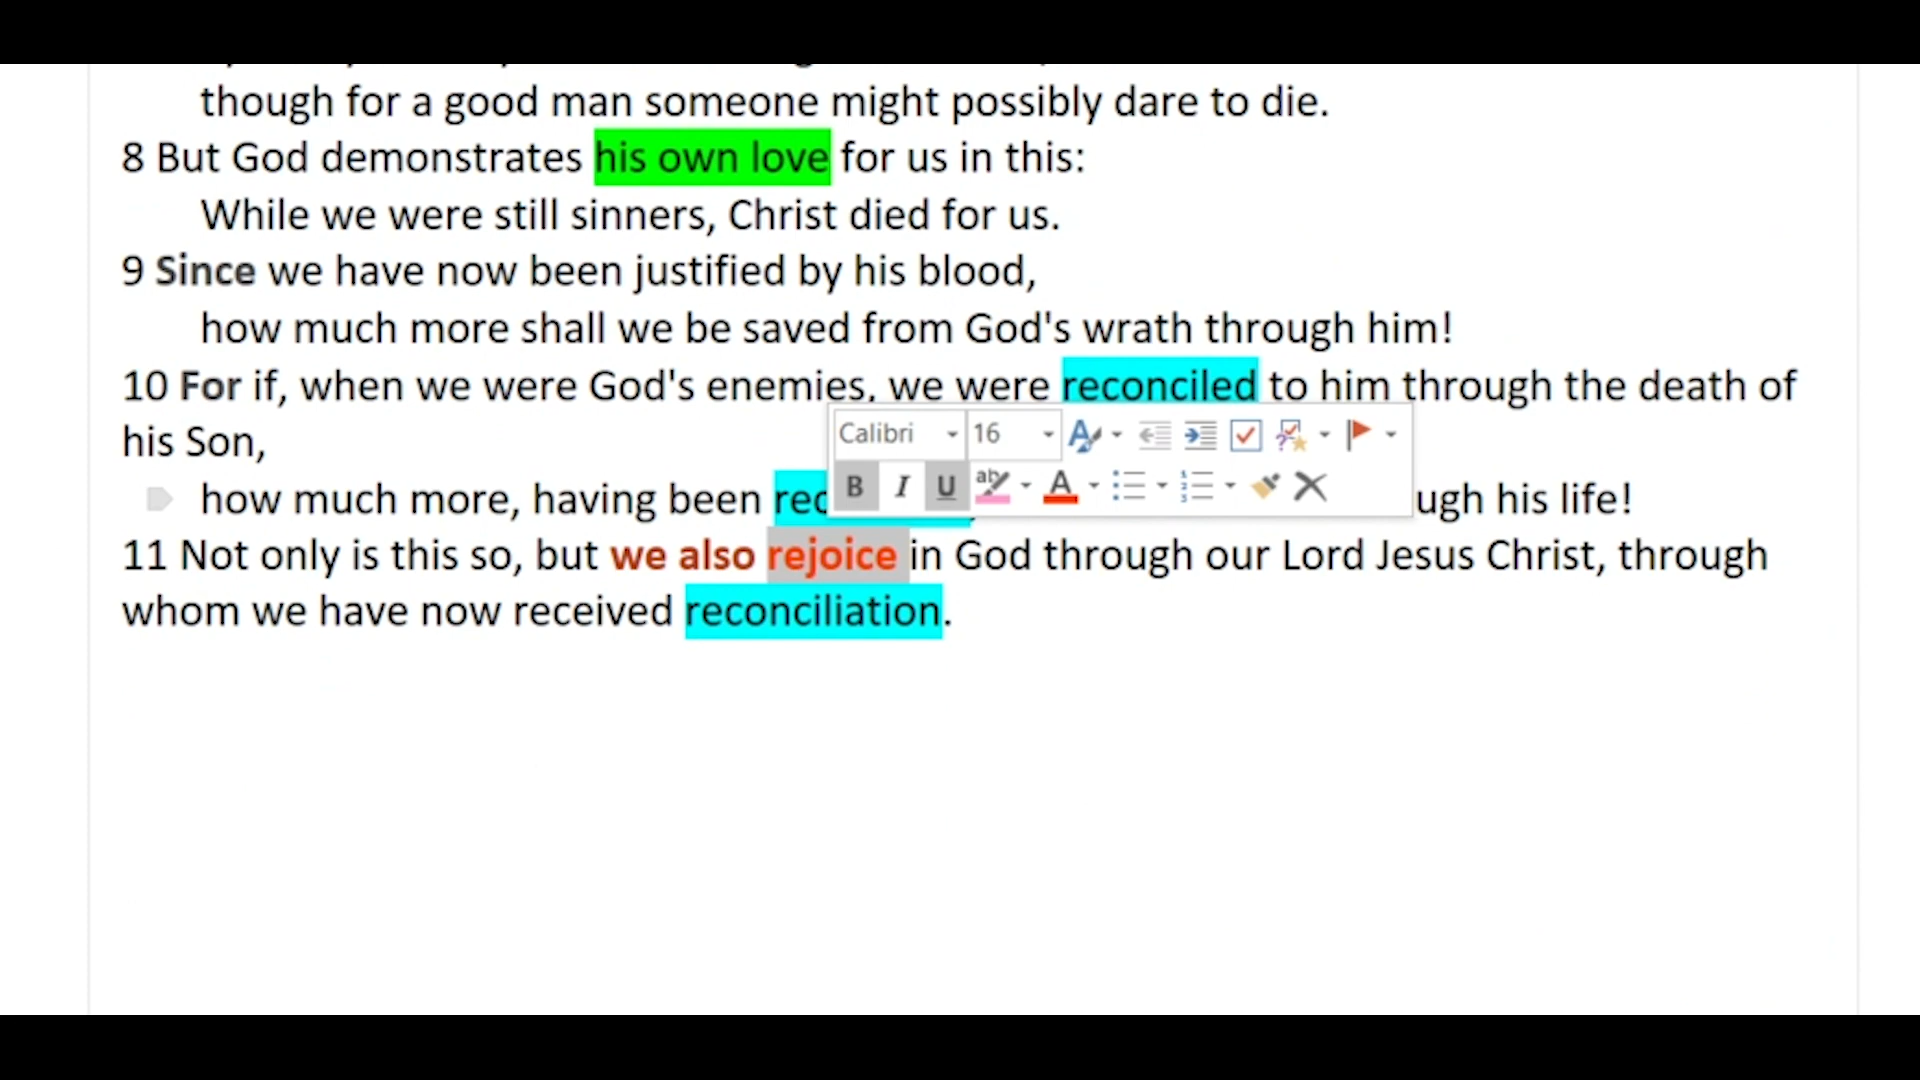 though for a good man someone might possibly dare to die.
8 But God demonstrates his own love for us in this:
While we were still sinners, Christ died for us.
9 Since we have now been justified by his blood,
how much more shall we be saved from God's wrath through him!
10 For if, when we were God's enemies, we were reconciled to him through the death of
his Son,
Calibri 16
how much more, having been rec B I U ab A ugh his life!
11 Not only is this so, but we also rejoice in God through our Lord Jesus Christ, through
whom we have now received reconciliation.